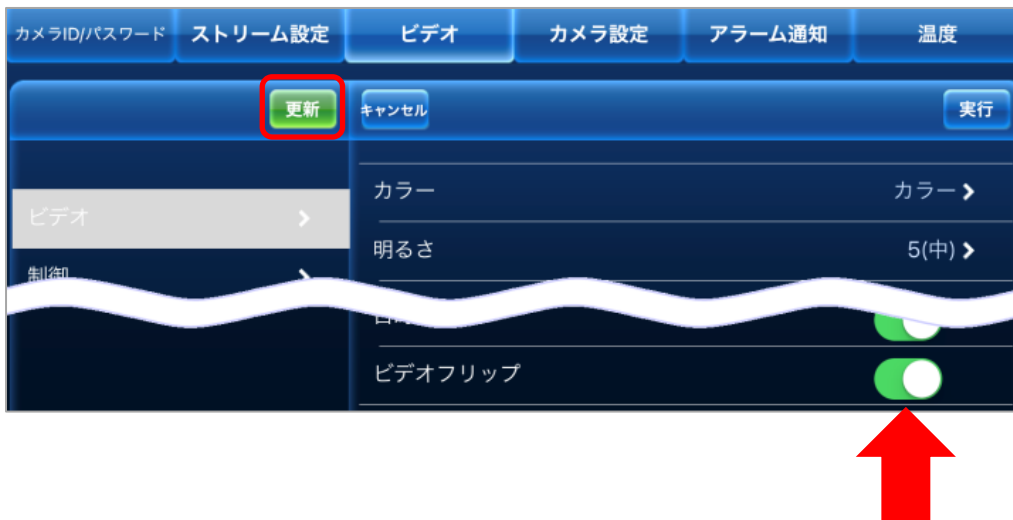 カメラID/パスワード ストリーム設定 ビデオ カメラ設定 アラーム通知 温度
更新 キャンセル 実行
カラー カラー
ビデオ
明るさ 5(中)
制御
ビデオフリップ